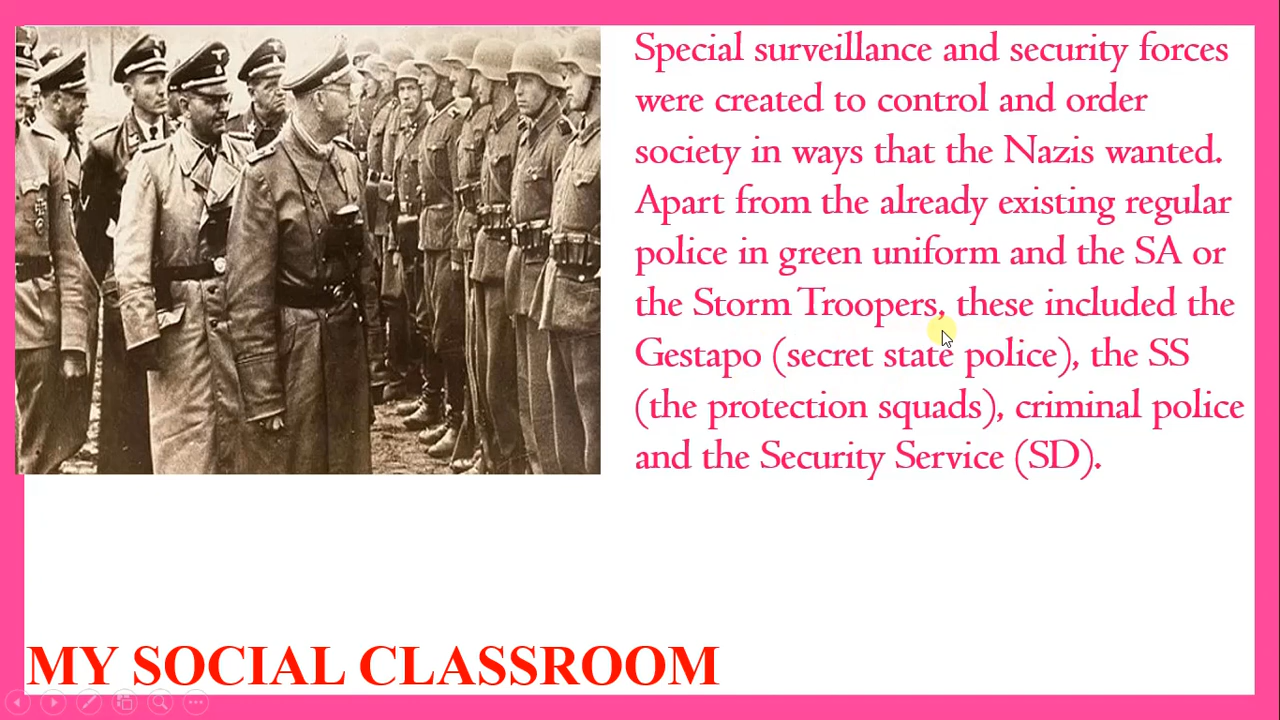 Special surveillance and security forces
were created to control and order
society in ways that the Nazis wanted.
Apart from the already existing regular
police in green uniform and the SA or
the Storm Troopers, these included the
Gestapo (secret state police), the SS
(the protection squads), criminal police
and the Security Service (SD).
MY SOCIAL CLASSROOM